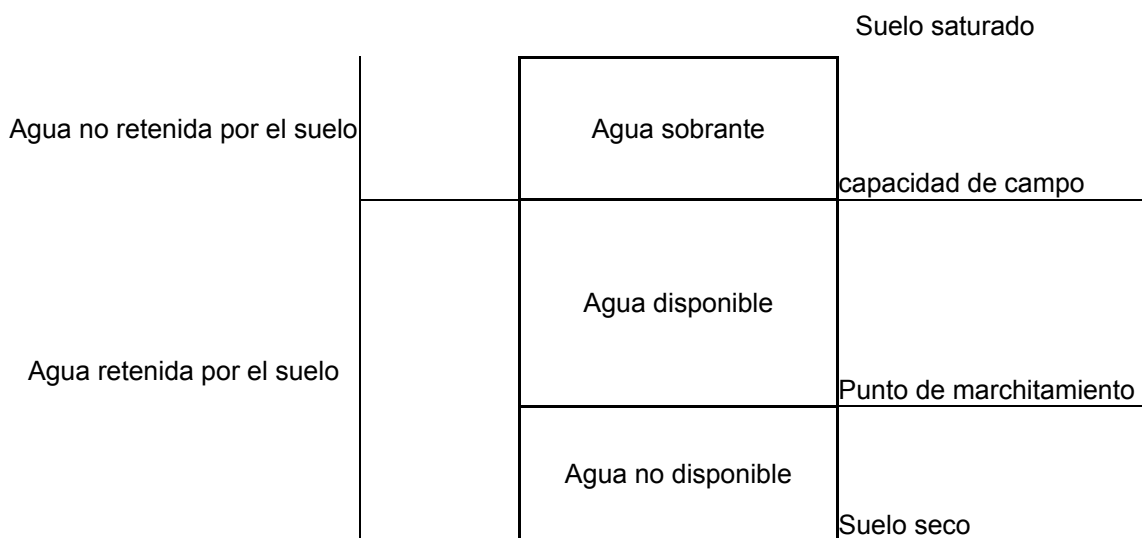 Suelo saturado
Agua no retenida por el suelo
Agua sobrante
capacidad de campo
Agua disponible
Agua retenida por el suelo
Punto de marchitamiento
Agua no disponible
Suelo seco